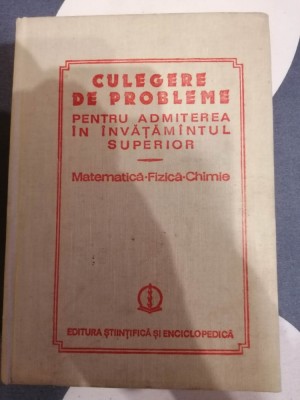 CULEGERE
DE PROBLEME
PENTRU ADMITEREA
ÎN ÎNVĂȚĂMÎNTUL
SUPERIOR
Matematică·Fizică·Chimie
EDITURA ȘTIINȚIFICĂ ȘI ENCICLOPEDICĂ